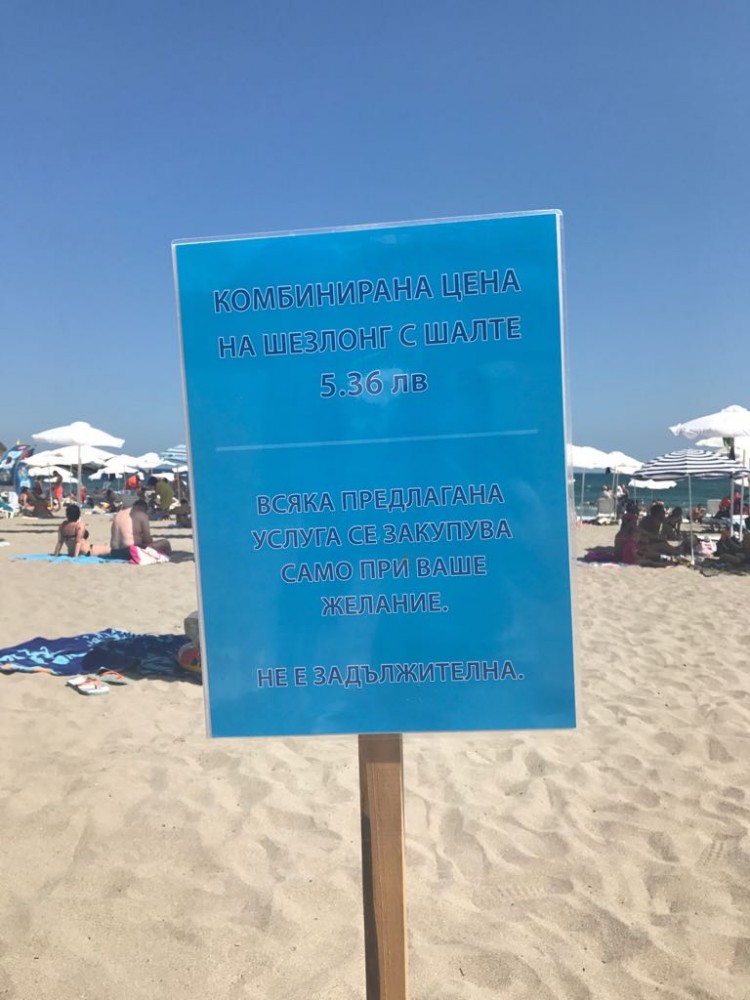 КОМБИНИРАНА ЦЕНА
НА ШЕЗЛОНГ С ШАЛТЕ
5.36 лв
ВСЯКА ПРЕДЛАГАНА
УСЛУГА СЕ ЗАКУПУВА
САМО ПРИ ВАШЕ
ЖЕЛАНИЕ.
НЕ Е ЗАДЪЛЖИТЕЛНА.